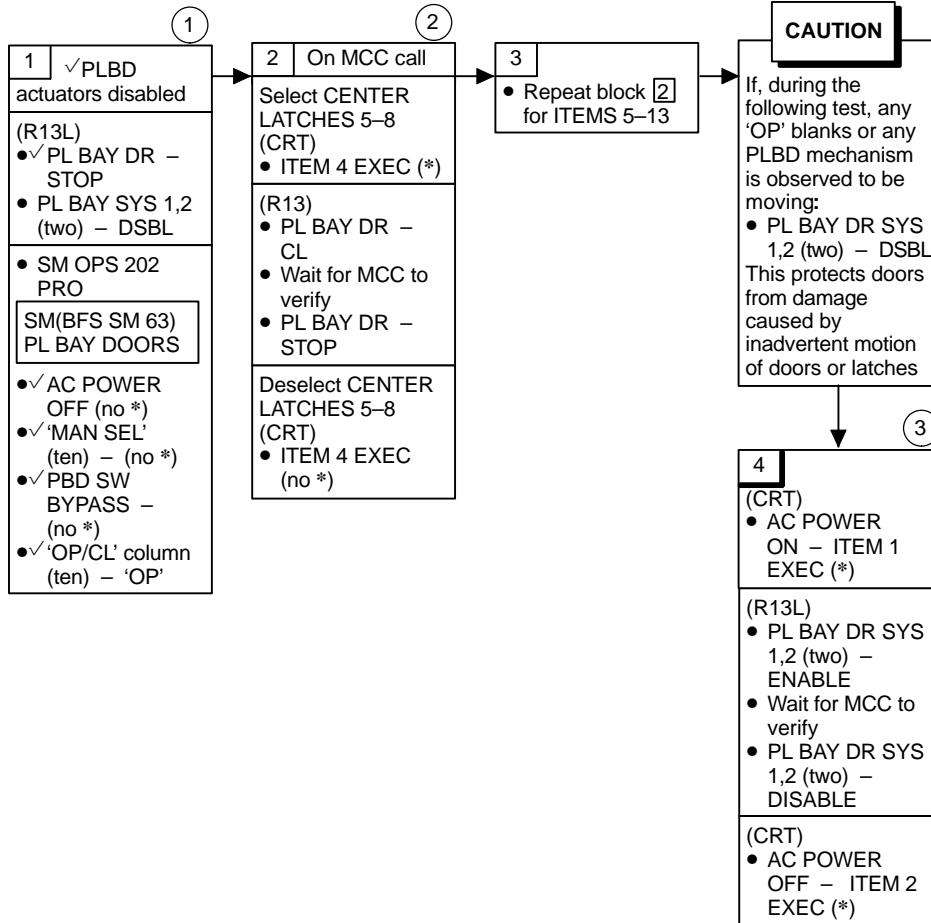 1
1 √PLBD
actuators disabled
(R13L)
●√ PL BAY DR –
STOP
● PL BAY SYS 1,2
(two) – DSBL
● SM OPS 202
PRO
SM(BFS SM 63)
PL BAY DOORS
●√ AC POWER
OFF (no *)
●√ ‘MAN SEL’
(ten) – (no *)
●√ PBD SW
BYPASS –
(no *)
●√ ‘OP/CL’ column
(ten) – ‘OP’
2
2 On MCC call
Select CENTER
LATCHES 5–8
(CRT)
● ITEM 4 EXEC (*)
(R13)
● PL BAY DR –
CL
● Wait for MCC to
verify
● PL BAY DR –
STOP
Deselect CENTER
LATCHES 5–8
(CRT)
● ITEM 4 EXEC
(no *)
3
● Repeat block 2
for ITEMS 5–13
CAUTION
If, during the
following test, any
‘OP’ blanks or any
PLBD mechanism
is observed to be
moving:
● PL BAY DR SYS
1,2 (two) – DSBL
This protects doors
from damage
caused by
inadvertent motion
of doors or latches
3
4
(CRT)
● AC POWER
ON – ITEM 1
EXEC (*)
(R13L)
● PL BAY DR SYS
1,2 (two) –
ENABLE
● Wait for MCC to
verify
● PL BAY DR SYS
1,2 (two) –
DISABLE
(CRT)
● AC POWER
OFF – ITEM 2
EXEC (*)